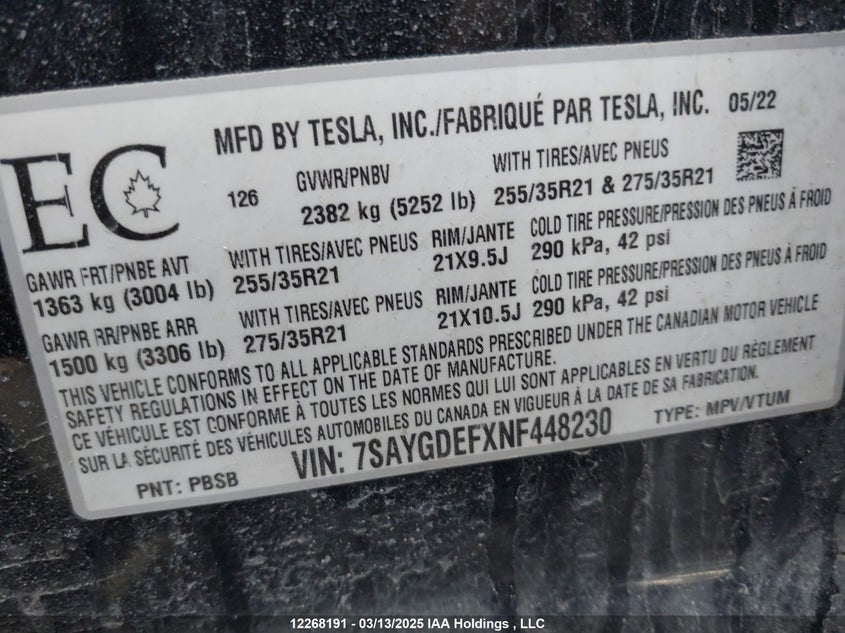 MFD BY TESLA, INC./FABRIQUÉ PAR TESLA, INC. 05/22
EC
126
GVWR/PNBV
2382 kg (5252 lb)
WITH TIRES/AVEC PNEUS
255/35R21 & 275/35R21
GAWR FRT/PNBE AVT
1363 kg (3004 lb)
WITH TIRES/AVEC PNEUS
255/35R21
RIM/JANTE
21X9.5J
COLD TIRE PRESSURE/PRESSION DES PNEUS À FROID
290 kPa, 42 psi
GAWR RR/PNBE ARR
1500 kg (3306 lb)
WITH TIRES/AVEC PNEUS
275/35R21
RIM/JANTE
21X10.5J
COLD TIRE PRESSURE/PRESSION DES PNEUS À FROID
290 kPa, 42 psi
THIS VEHICLE CONFORMS TO ALL APPLICABLE STANDARDS PRESCRIBED UNDER THE CANADIAN MOTOR VEHICLE
SAFETY REGULATIONS IN EFFECT ON THE DATE OF MANUFACTURE.
CE VÉHICULE EST CONFORME À TOUTES LES NORMES QUI LUI SONT APPLICABLES EN VERTU DU RÈGLEMENT
SUR LA SÉCURITÉ DES VÉHICULES AUTOMOBILES DU CANADA EN VIGUEUR À LA DATE DE SA FABRICATION.
PNT: PBSB
VIN: 7SAYGDEFXNF448230
TYPE: MPV/VTUM
12268191 - 03/13/2025 IAA Holdings , LLC